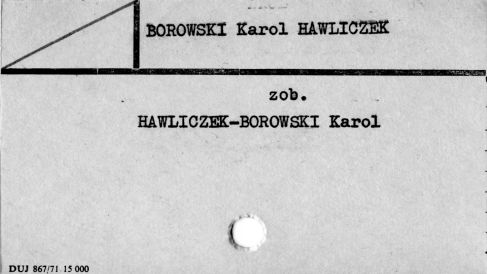 BOROWSKI Karol HAWLICZEK
zob.
HAWLICZEK-BOROWSKI Karol
DUJ 867/71 15 000